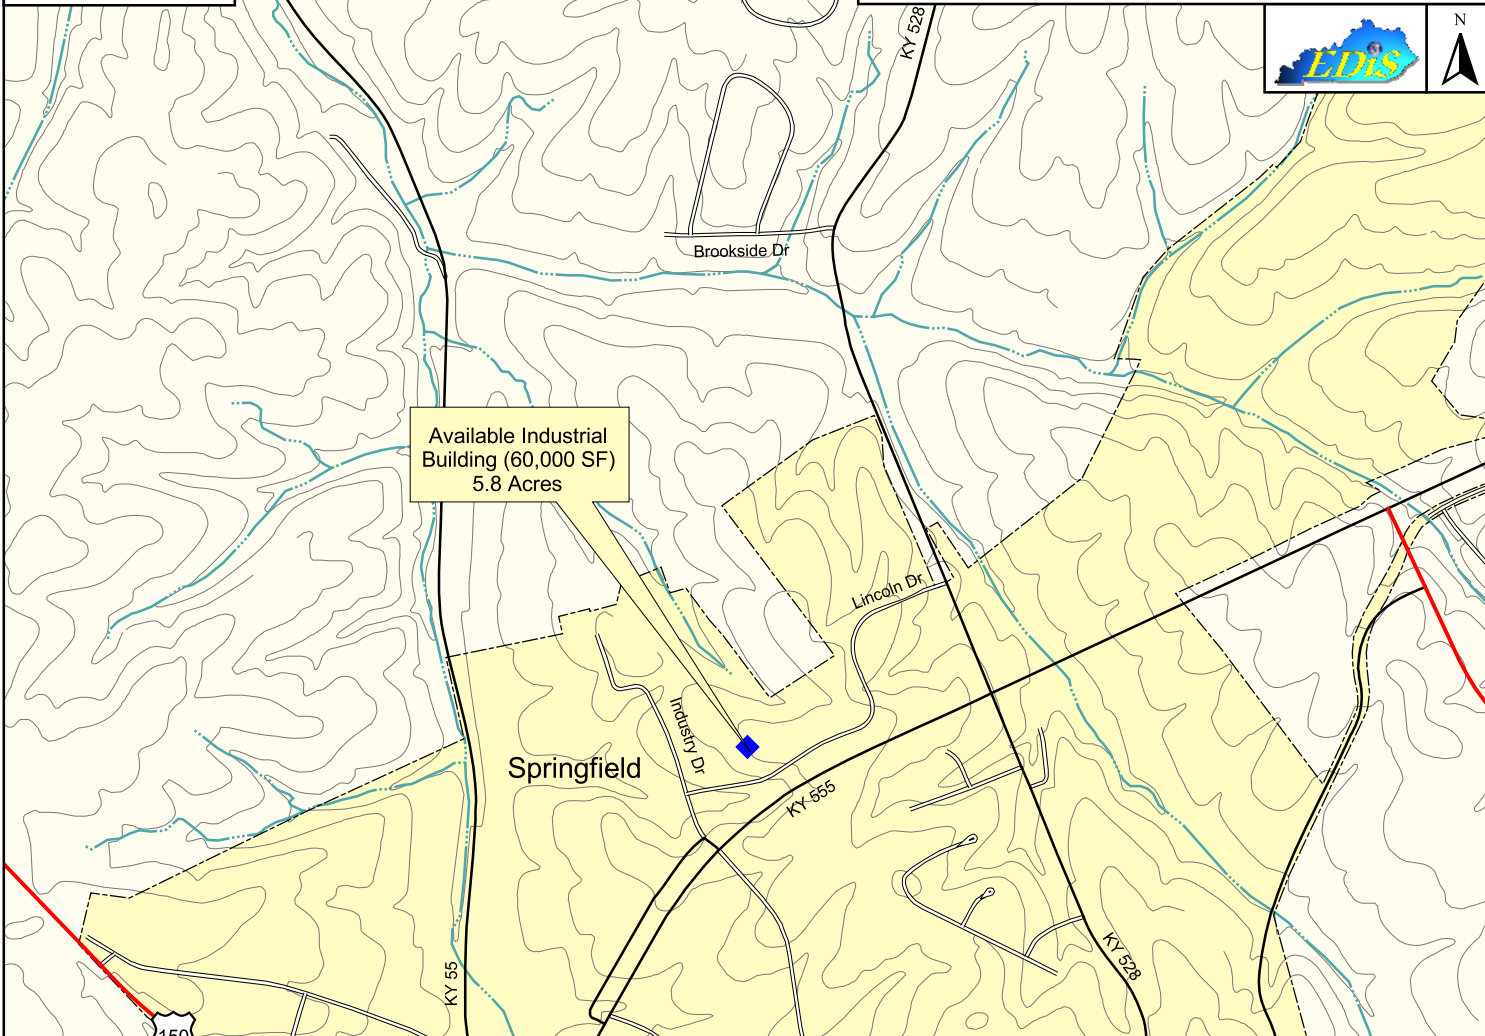 KY 528
EDiS
N
Brookside Dr
Available Industrial
Building (60,000 SF)
5.8 Acres
Lincoln Dr
Industry Dr
Springfield
KY 555
KY 55
KY 528
150